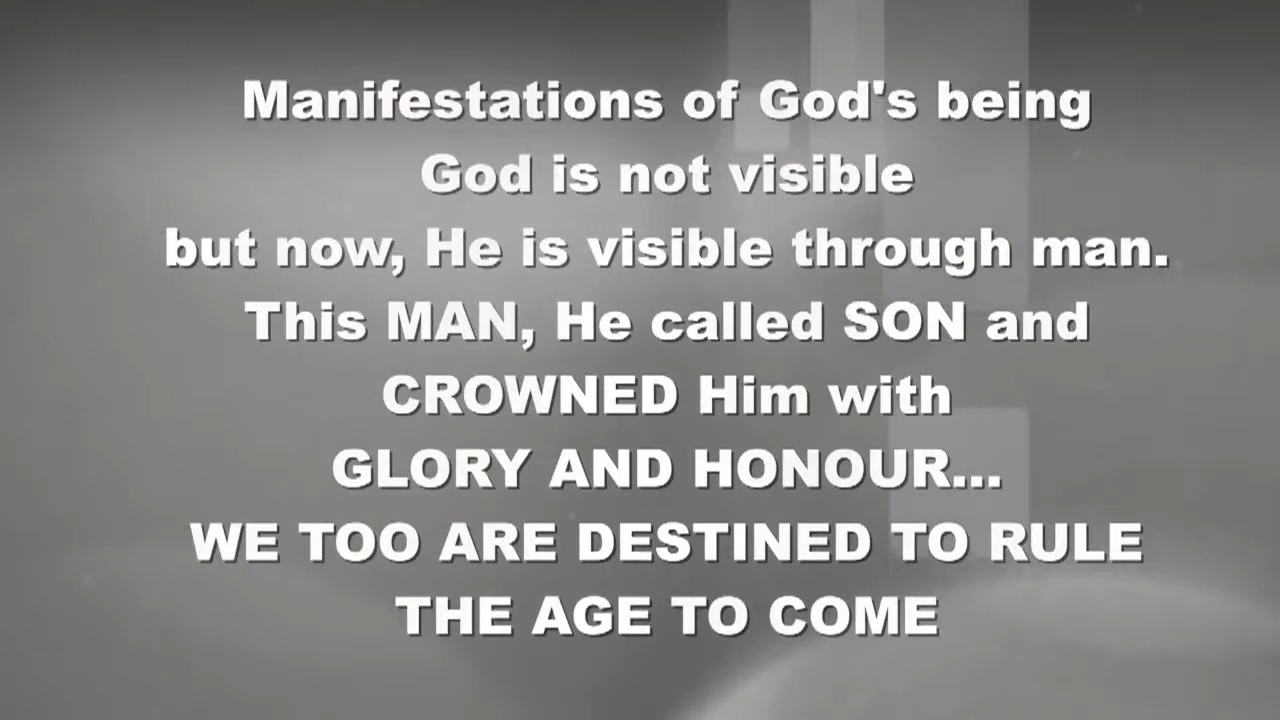 Manifestations of God's being
God is not visible
but now, He is visible through man.
This MAN, He called SON and
CROWNED Him with
GLORY AND HONOUR...
WE TOO ARE DESTINED TO RULE
THE AGE TO COME